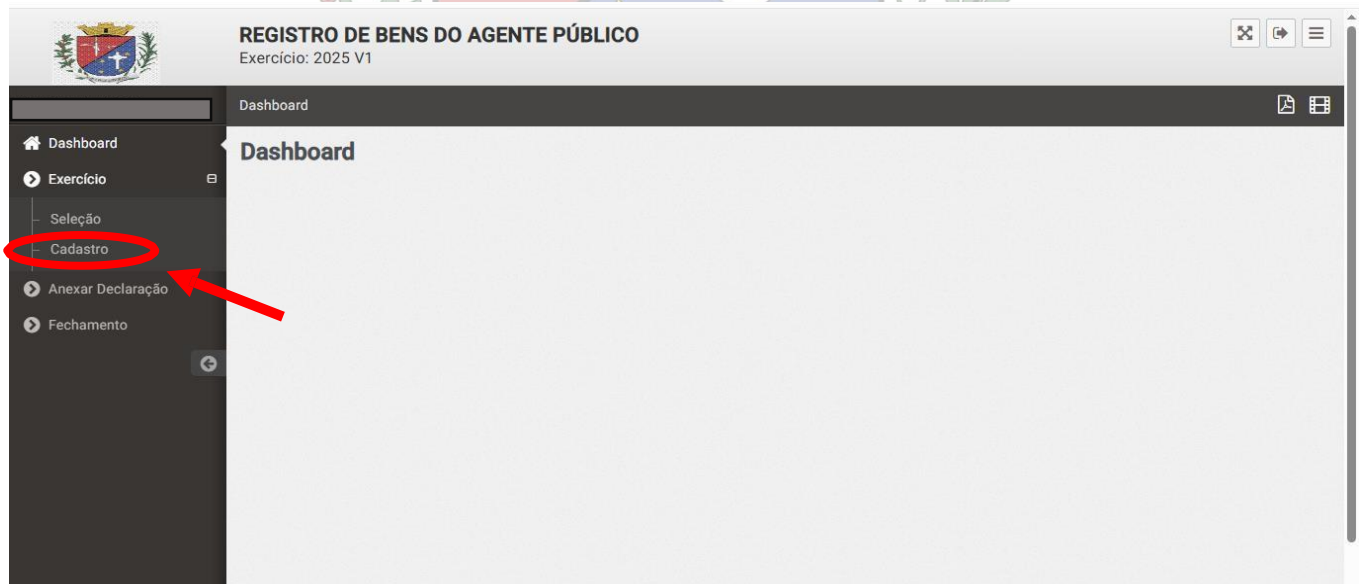 REGISTRO DE BENS DO AGENTE PÚBLICO
Exercício: 2025 V1
Dashboard
Dashboard
Dashboard
Exercício
Seleção
Cadastro
Anexar Declaração
Fechamento